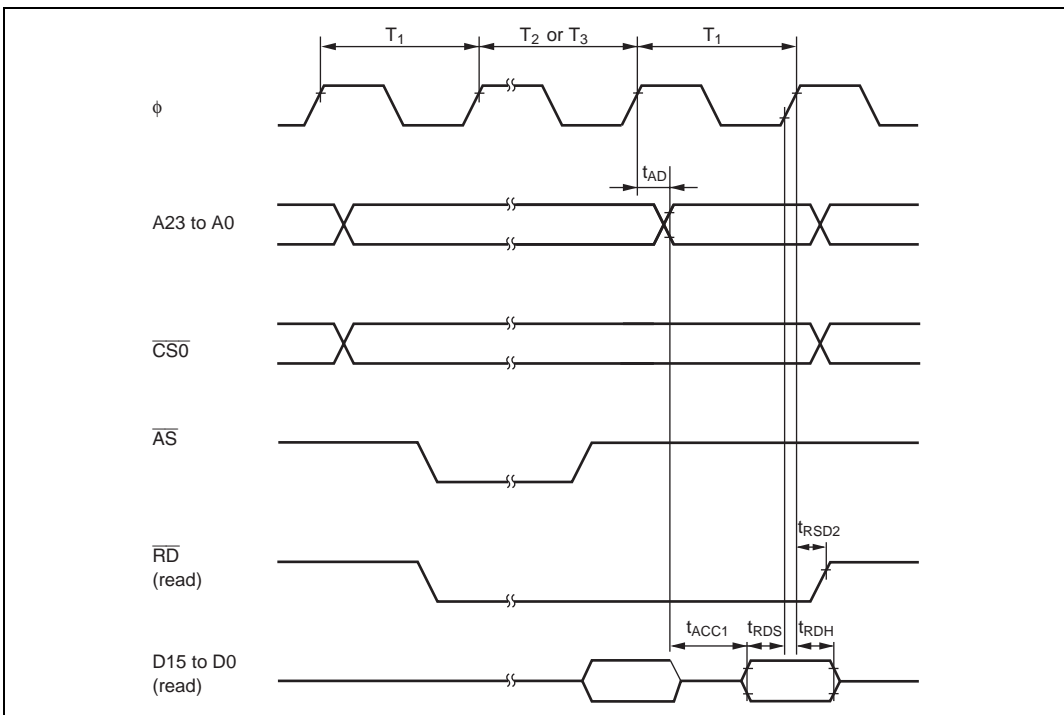 T1 T2 or T3 T1
φ
tAD
A23 to A0
CS0
AS
tRSD2
RD
(read)
tACC1 tRDS tRDH
D15 to D0
(read)